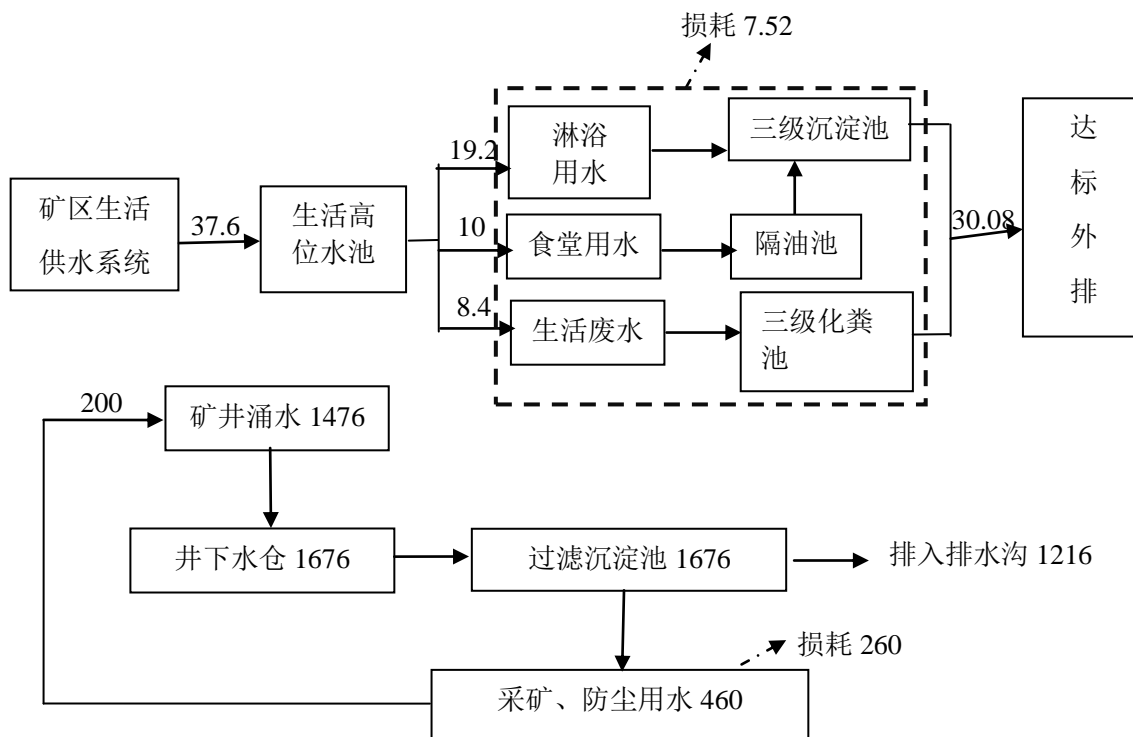 损耗 7.52
淋浴
用水
三级沉淀池
达
标
外
排
19.2
矿区生活
供水系统
37.6
生活高
位水池
10
食堂用水
隔油池
30.08
8.4
生活废水
三级化粪
池
200
矿井涌水 1476
井下水仓 1676
过滤沉淀池 1676
排入排水沟 1216
损耗 260
采矿、防尘用水 460